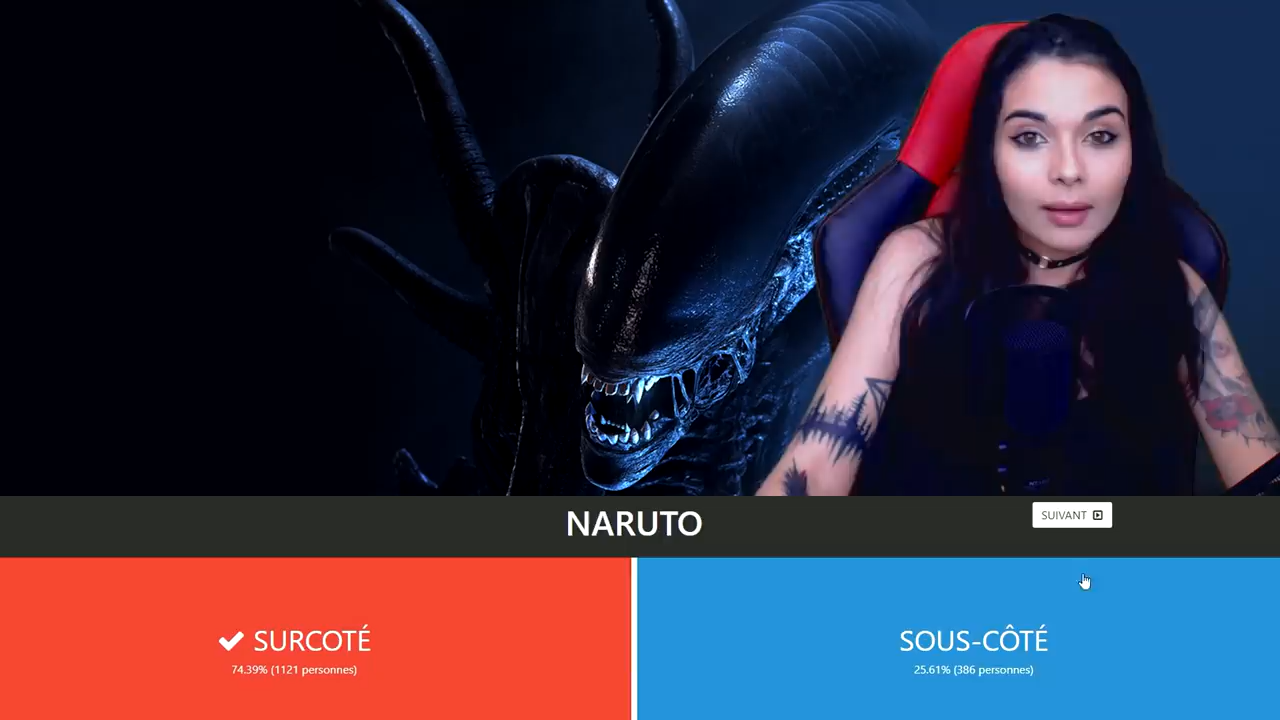 NARUTO
SUIVANT
SURCOTÉ
74.39% (1121 personnes)
SOUS-CÔTÉ
25.61% (386 personnes)